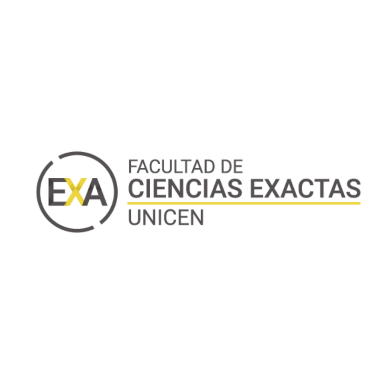 EXA
FACULTAD DE
CIENCIAS EXACTAS
UNICEN